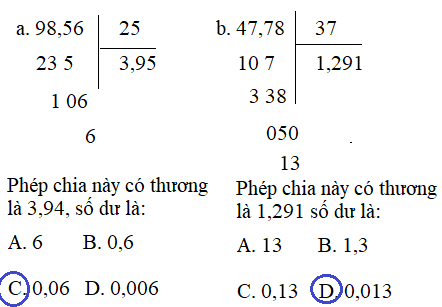 a. 98,56 25
23 5 3,95
1 06
6
Phép chia này có thương
là 3,94, số dư là:
A. 6 B. 0,6
C. 0,06 D. 0,006
b. 47,78 37
10 7 1,291
3 38
050
.
13
Phép chia này có thương
là 1,291 số dư là:
A. 13 B. 1,3
C. 0,13 D. 0,013